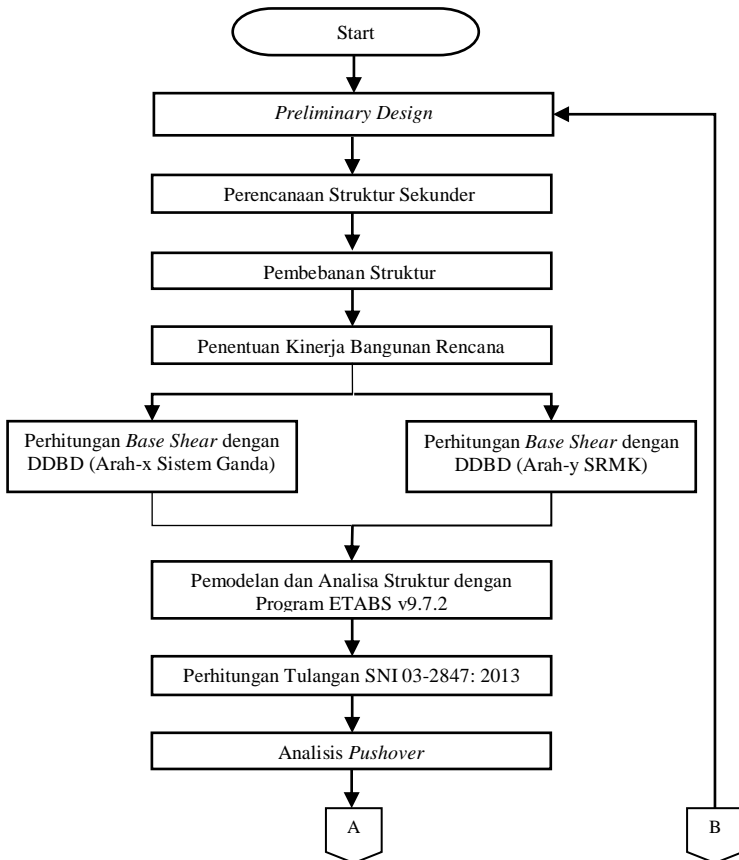 Start
Preliminary Design
Perencanaan Struktur Sekunder
Pembebanan Struktur
Penentuan Kinerja Bangunan Rencana
Perhitungan Base Shear dengan
DDBD (Arah-x Sistem Ganda)
Perhitungan Base Shear dengan
DDBD (Arah-y SRMK)
Pemodelan dan Analisa Struktur dengan
Program ETABS v9.7.2
Perhitungan Tulangan SNI 03-2847: 2013
Analisis Pushover
A
B